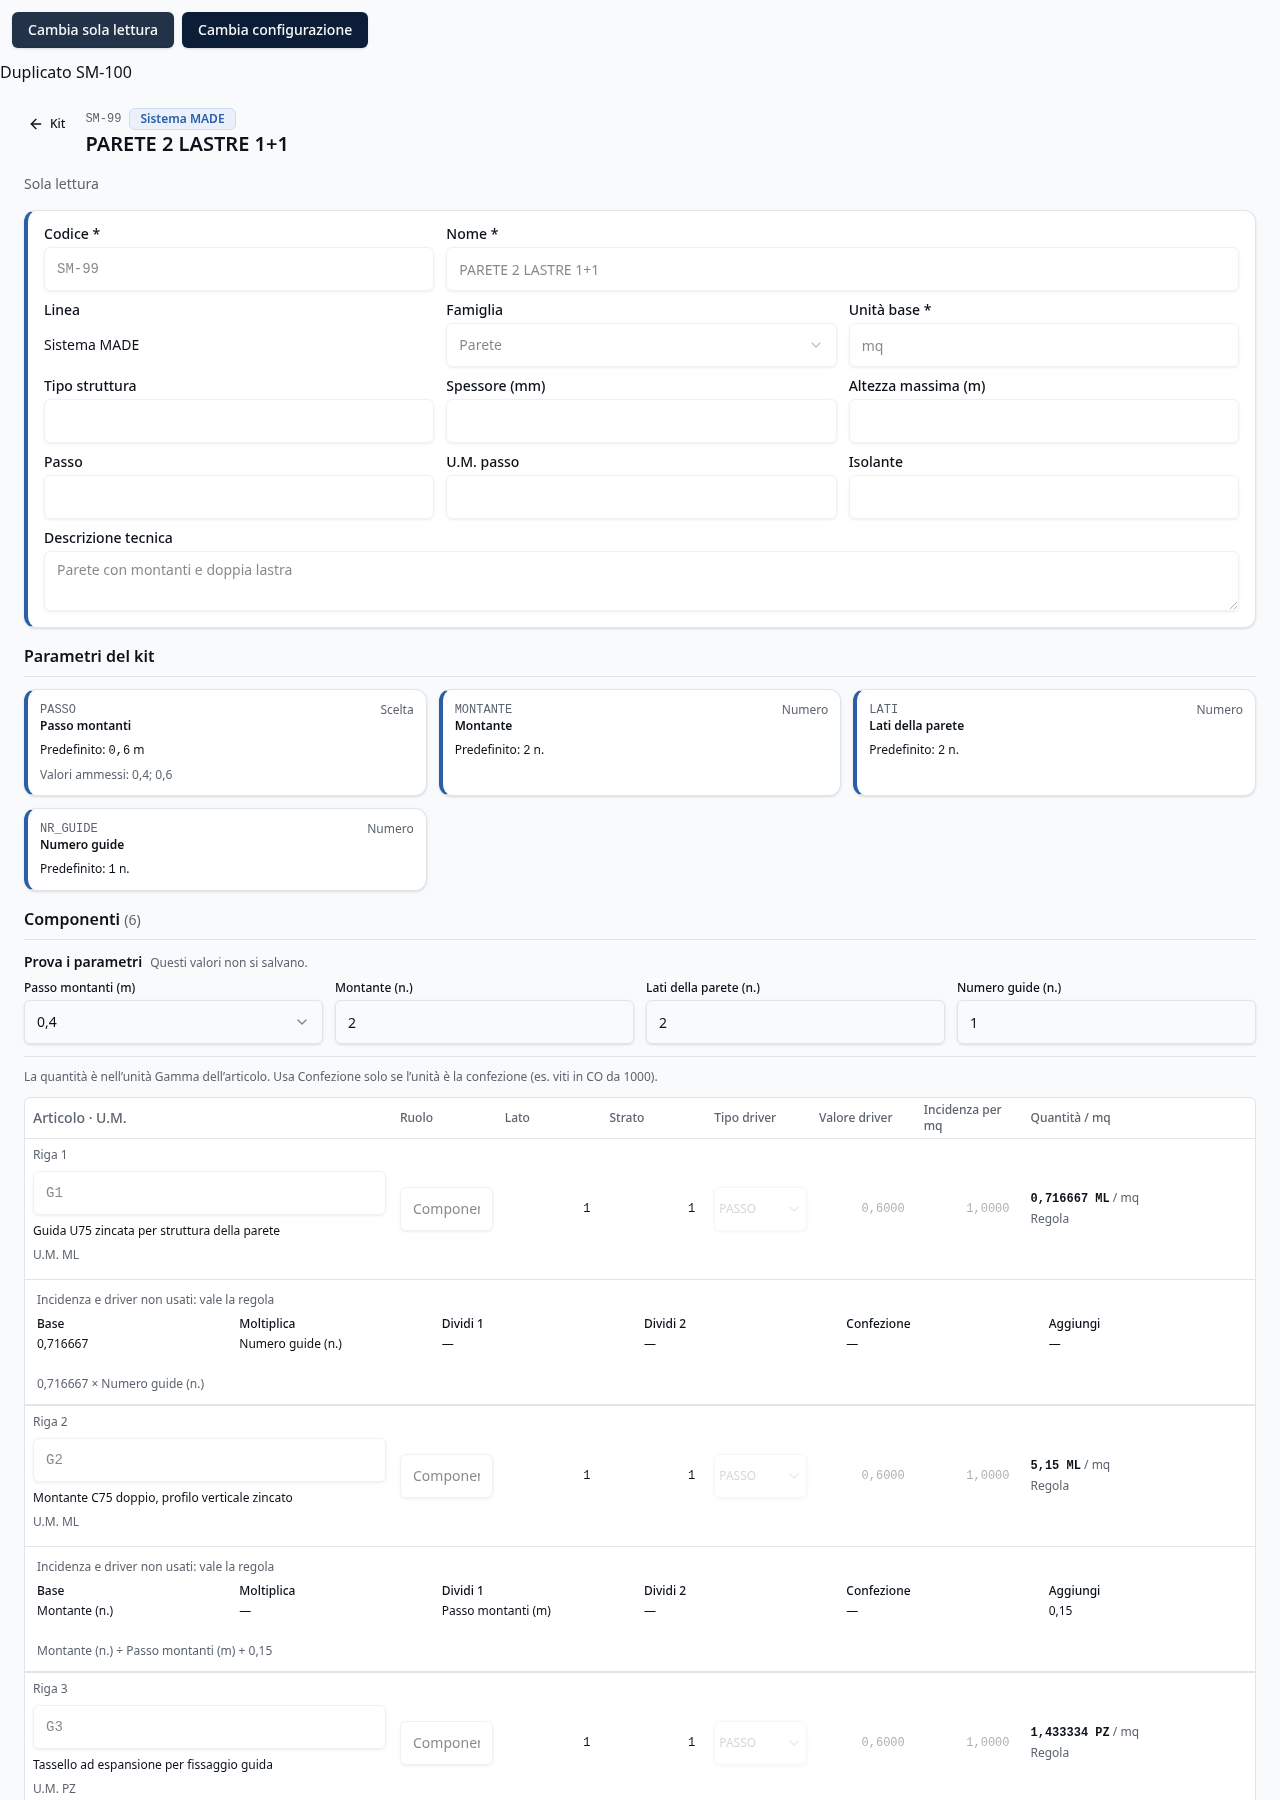 Cambia sola lettura Cambia configurazione
Duplicato SM-100
Kit SM-99 Sistema MADE
PARETE 2 LASTRE 1+1
Sola lettura
Codice * Nome *
SM-99 PARETE 2 LASTRE 1+1
Linea Famiglia Unità base *
Sistema MADE Parete mq
Tipo struttura Spessore (mm) Altezza massima (m)
Passo U.M. passo Isolante
Descrizione tecnica
Parete con montanti e doppia lastra
Parametri del kit
PASSO Scelta MONTANTE Numero LATI Numero
Passo montanti Montante Lati della parete
Predefinito: 0,6 m Predefinito: 2 n. Predefinito: 2 n.
Valori ammessi: 0,4; 0,6
NR_GUIDE Numero
Numero guide
Predefinito: 1 n.
Componenti (6)
Prova i parametri Questi valori non si salvano.
Passo montanti (m) Montante (n.) Lati della parete (n.) Numero guide (n.)
0,4 2 2 1
La quantità è nell’unità Gamma dell’articolo. Usa Confezione solo se l’unità è la confezione (es. viti in CO da 1000).
Articolo · U.M. Ruolo Lato Strato Tipo driver Valore driver Incidenza per mq Quantità / mq
Riga 1
G1 Componen 1 1 PASSO 0,6000 1,0000 0,716667 ML / mq
Regola
Guida U75 zincata per struttura della parete
U.M. ML
Incidenza e driver non usati: vale la regola
Base Moltiplica Dividi 1 Dividi 2 Confezione Aggiungi
0,716667 Numero guide (n.) — — — —
0,716667 × Numero guide (n.)
Riga 2
G2 Componen 1 1 PASSO 0,6000 1,0000 5,15 ML / mq
Regola
Montante C75 doppio, profilo verticale zincato
U.M. ML
Incidenza e driver non usati: vale la regola
Base Moltiplica Dividi 1 Dividi 2 Confezione Aggiungi
Montante (n.) — Passo montanti (m) — — 0,15
Montante (n.) ÷ Passo montanti (m) + 0,15
Riga 3
G3 Componen 1 1 PASSO 0,6000 1,0000 1,433334 PZ / mq
Regola
Tassello ad espansione per fissaggio guida
U.M. PZ